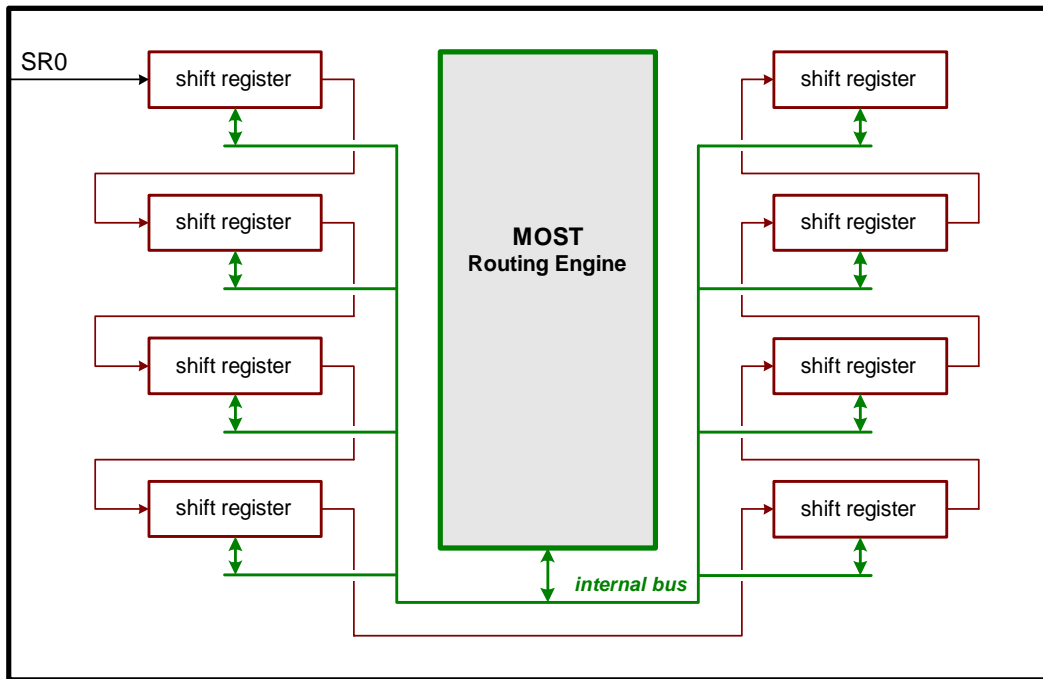 SR0
shift register
shift register
shift register
shift register
MOST
Routing Engine
internal bus
shift register
shift register
shift register
shift register